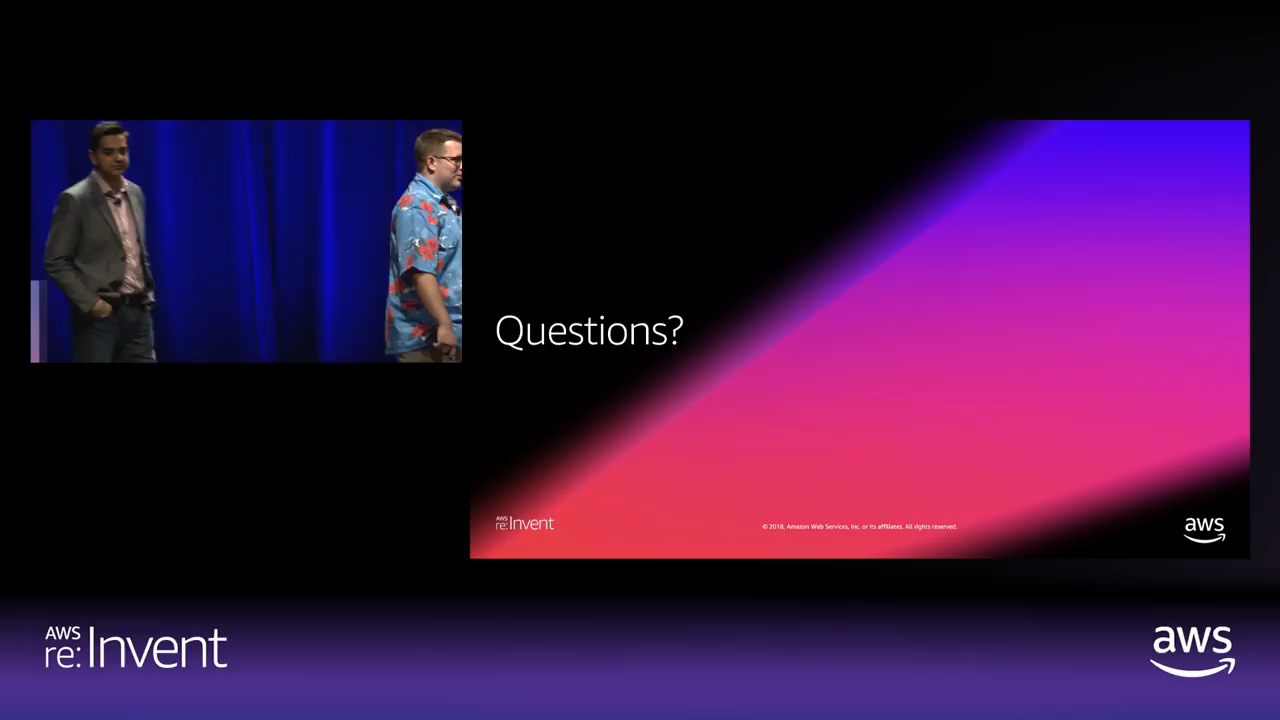 Questions?
AWS
re:Invent
© 2018, Amazon Web Services, Inc. or its affiliates. All rights reserved.
aws
AWS
re:Invent
aws